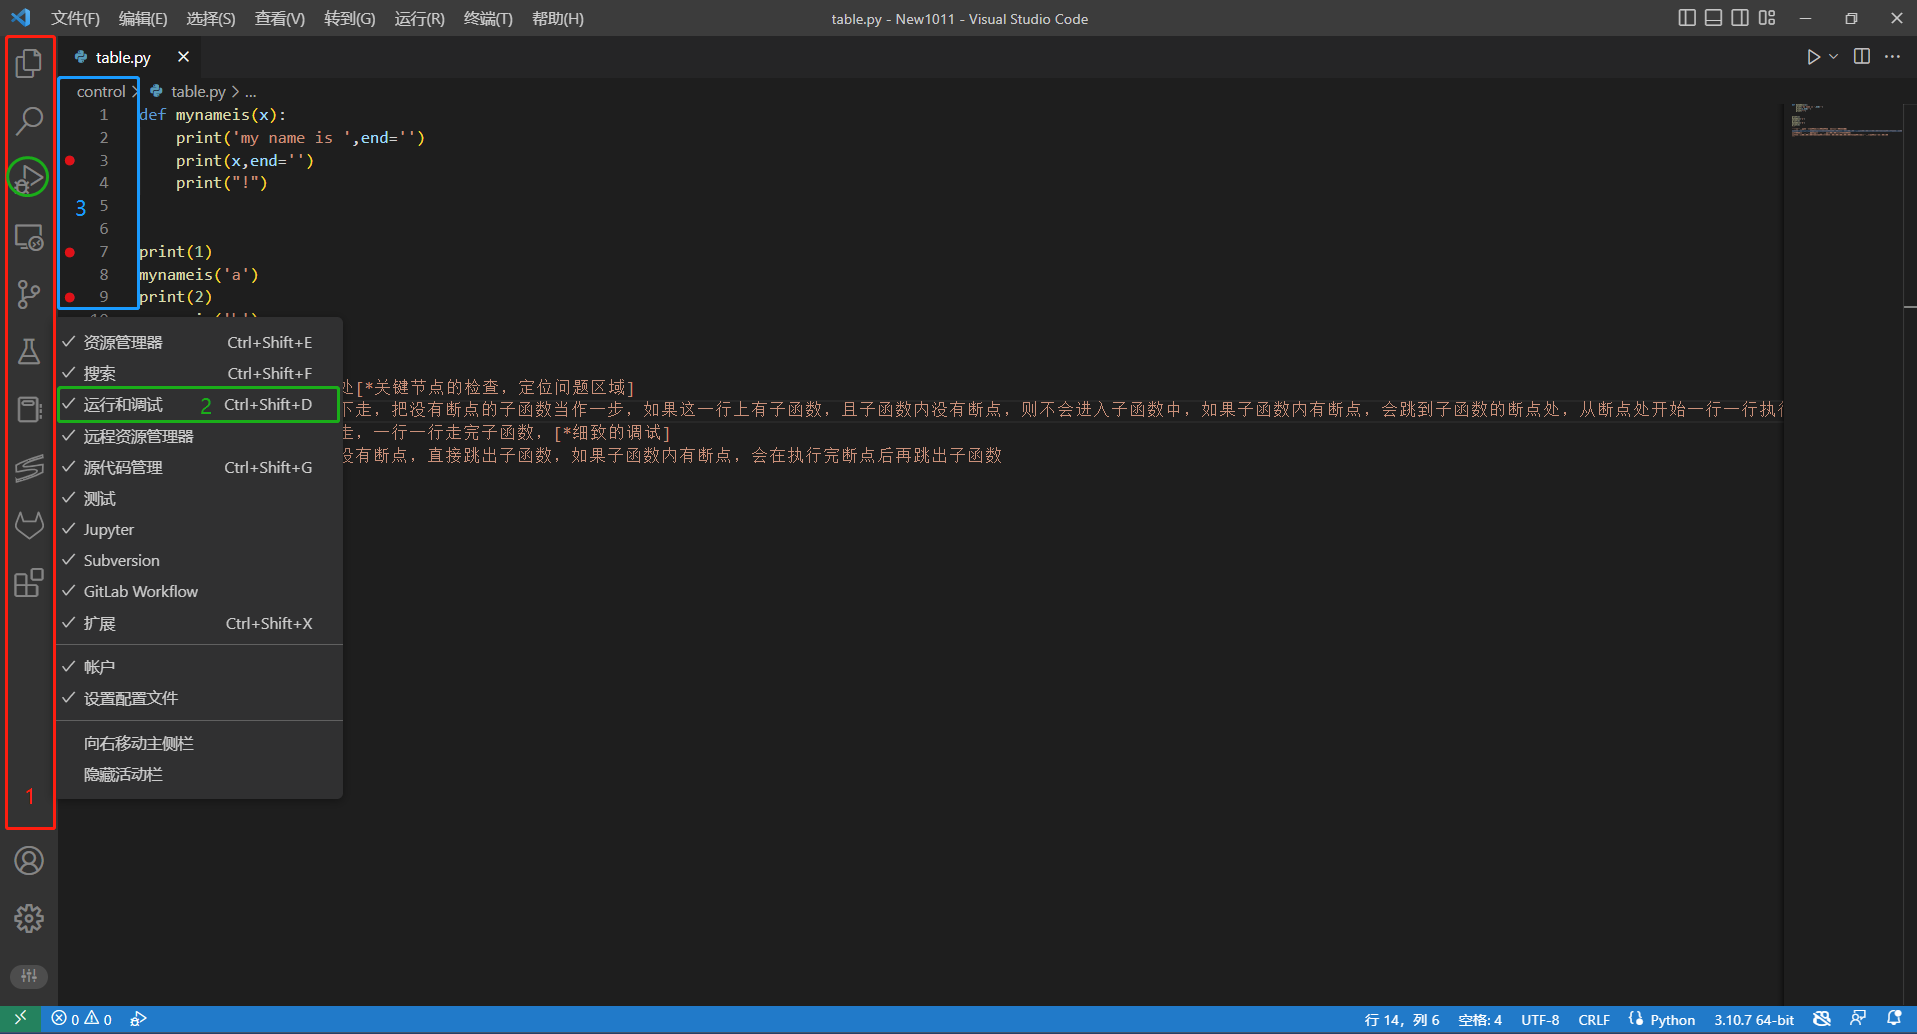 文件(F) 编辑(E) 选择(S) 查看(V) 转到(G) 运行(R) 终端(T) 帮助(H) table.py - New1011 - Visual Studio Code
table.py
control > table.py > ...
1 def mynameis(x):
2 print('my name is ',end='')
3 print(x,end='')
4 print("!")
3 5
6
7 print(1)
8 mynameis('a')
9 print(2)
资源管理器 Ctrl+Shift+E
搜索 Ctrl+Shift+F
处[*关键节点的检查，定位问题区域]
运行和调试 2 Ctrl+Shift+D
下走，把没有断点的子函数当作一步，如果这一行上有子函数，且子函数内没有断点，则不会进入子函数中，如果子函数内有断点，会跳到子函数的断点处，从断点处开始一行一行执行
远程资源管理器
走，一行一行走完子函数，[*细致的调试]
源代码管理 Ctrl+Shift+G
没有断点，直接跳出子函数，如果子函数内有断点，会在执行完断点后再跳出子函数
测试
Jupyter
Subversion
GitLab Workflow
扩展 Ctrl+Shift+X
帐户
设置配置文件
向右移动主侧栏
隐藏活动栏
1
0 0 行 14，列 6 空格: 4 UTF-8 CRLF Python 3.10.7 64-bit